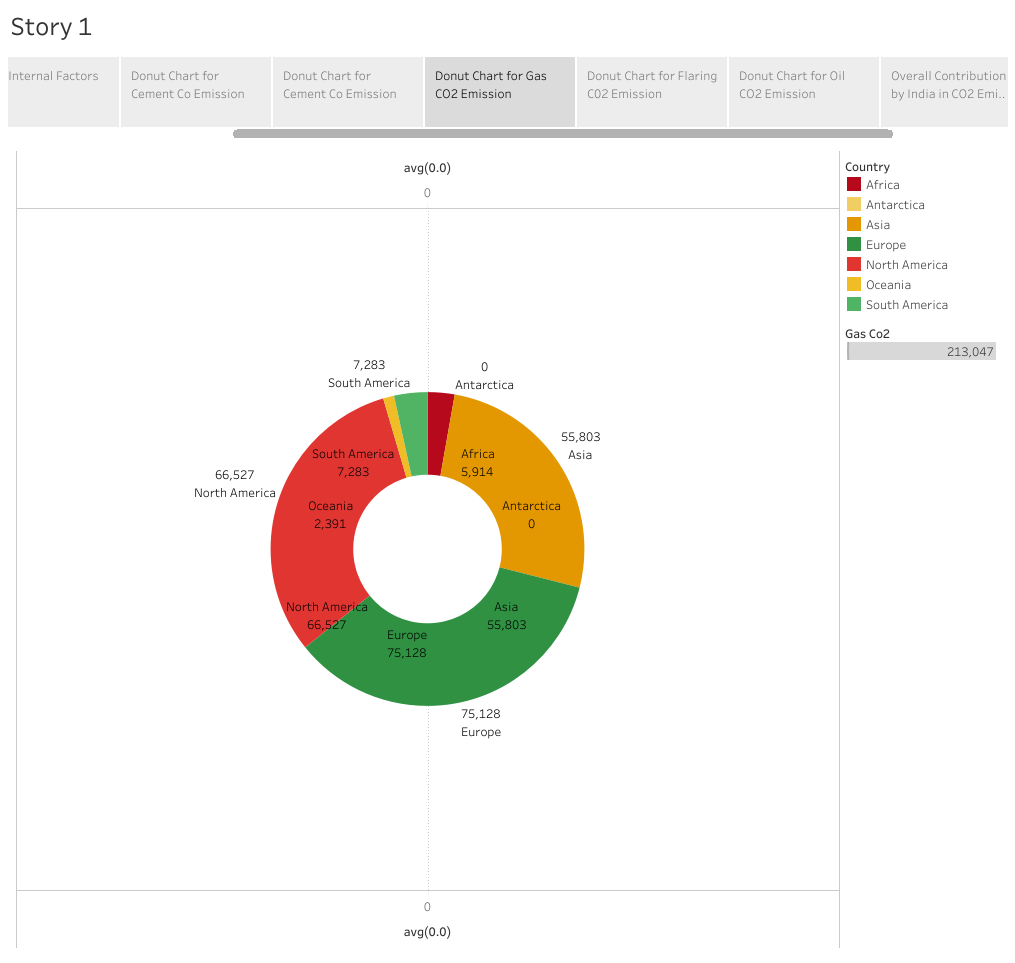 Story 1
Internal Factors
Donut Chart for
Cement Co Emission
Donut Chart for
Cement Co Emission
Donut Chart for Gas
CO2 Emission
Donut Chart for Flaring
C02 Emission
Donut Chart for Oil
CO2 Emission
Overall Contribution
by India in CO2 Emi..
avg(0.0)
0
Country
Africa
Antarctica
Asia
Europe
North America
Oceania
South America
Gas Co2
213,047
7,283
South America
0
Antarctica
55,803
Asia
66,527
North America
South America
7,283
Africa
5,914
Oceania
2,391
Antarctica
0
North America
66,527
Asia
55,803
Europe
75,128
75,128
Europe
0
avg(0.0)